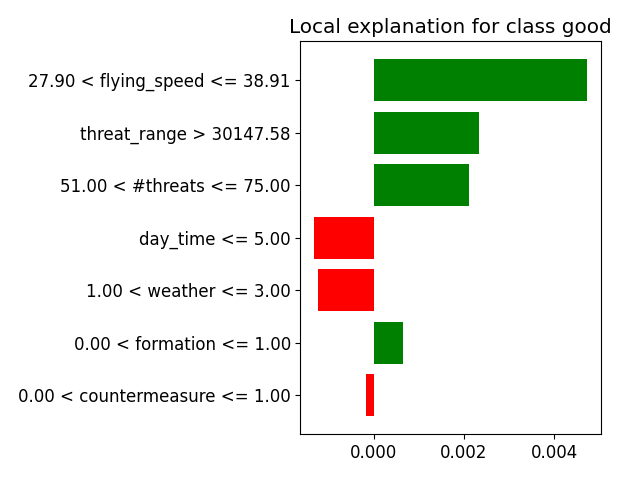 Local explanation for class good
27.90 < flying_speed <= 38.91
threat_range > 30147.58
51.00 < #threats <= 75.00
day_time <= 5.00
1.00 < weather <= 3.00
0.00 < formation <= 1.00
0.00 < countermeasure <= 1.00
0.000 0.002 0.004